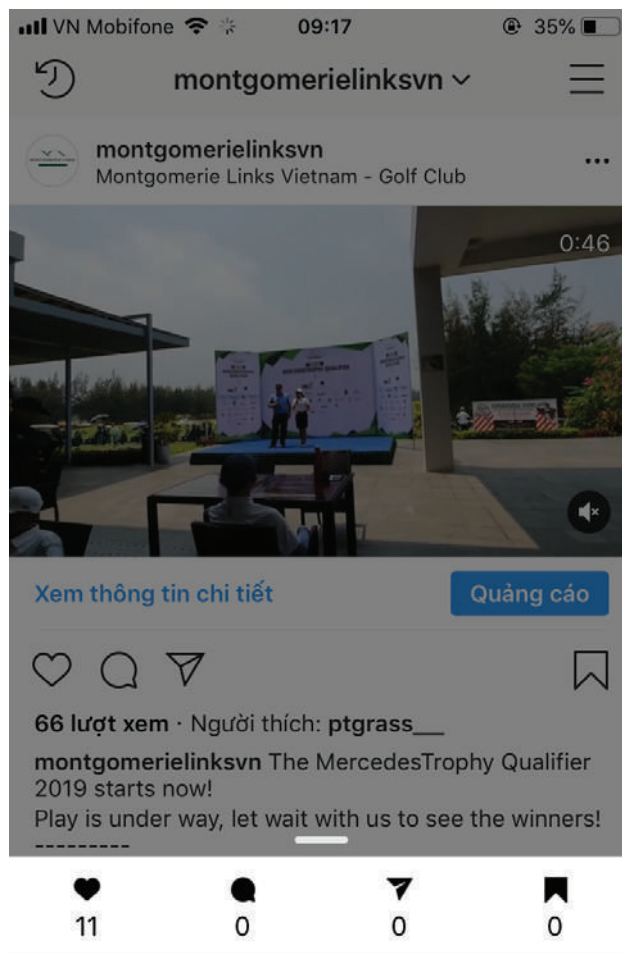 VN Mobifone 09:17 35%
montgomerielinksvn
montgomerielinksvn
Montgomerie Links Vietnam - Golf Club
0:46
Xem thông tin chi tiết
Quảng cáo
66 lượt xem · Người thích: ptgrass__
montgomerielinksvn The MercedesTrophy Qualifier
2019 starts now!
Play is under way, let wait with us to see the winners!
---------
11 0 0 0